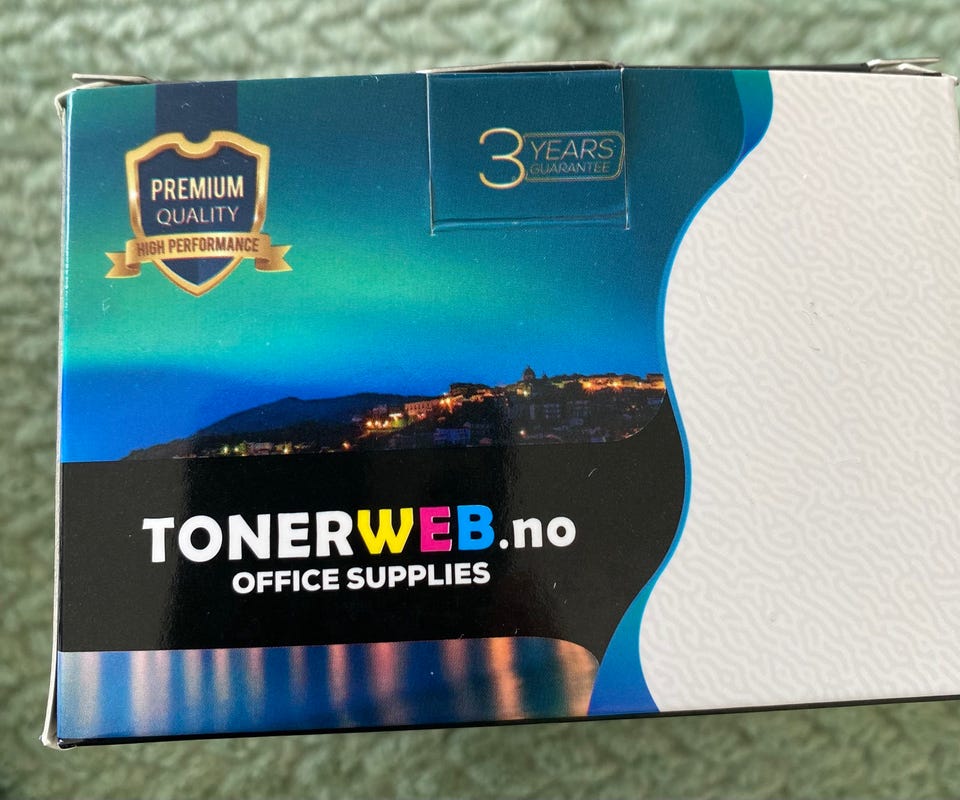 PREMIUM
QUALITY
HIGH PERFORMANCE
3 YEARS
GUARANTEE
TONERWEB.no
OFFICE SUPPLIES